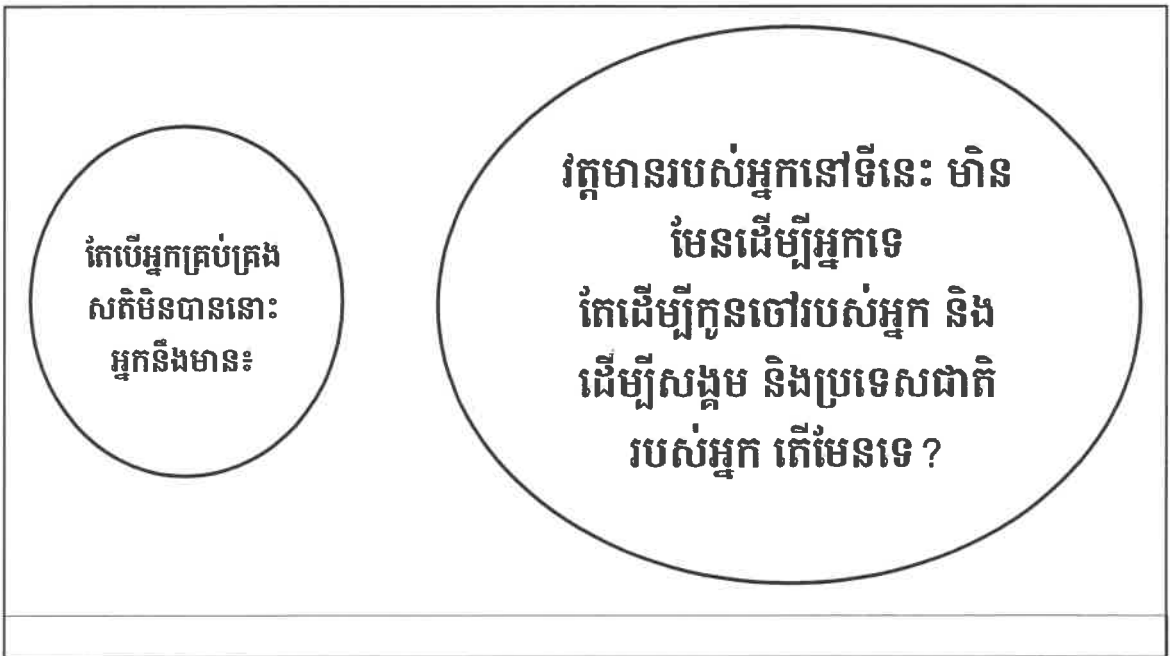 តែបើអ្នកគ្រប់គ្រង
សតិមិនបាននោះ
អ្នកនឹងមាន៖
វត្តមានរបស់អ្នកនៅទីនេះ មិន
មែនដើម្បីអ្នកទេ
តែដើម្បីកូនចៅរបស់អ្នក និង
ដើម្បីសង្គម និងប្រទេសជាតិ
របស់អ្នក តើមែនទេ ?